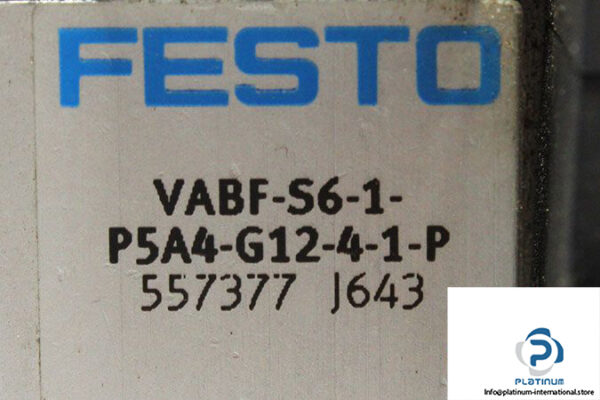 FESTO
VABF-S6-1-
P5A4-G12-4-1-P
557377 J643
PLATINUM
Info@platinum-international.store